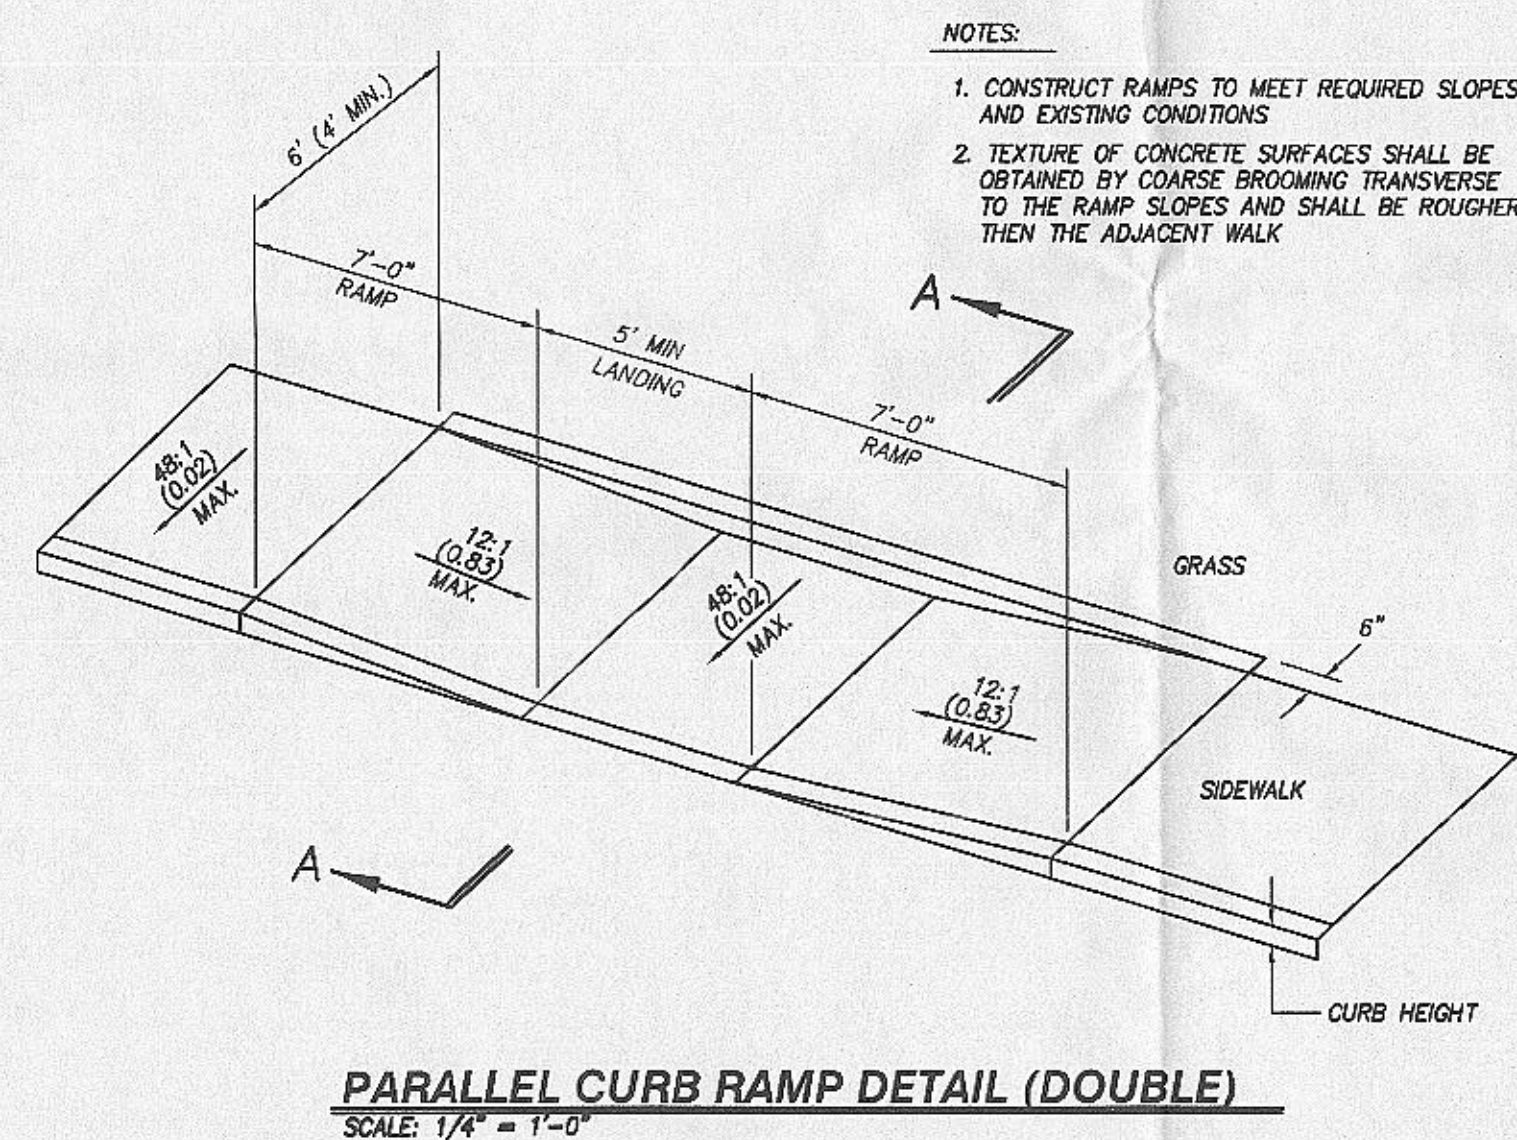 NOTES:
1. CONSTRUCT RAMPS TO MEET REQUIRED SLOPES
AND EXISTING CONDITIONS
2. TEXTURE OF CONCRETE SURFACES SHALL BE
OBTAINED BY COARSE BROOMING TRANSVERSE
TO THE RAMP SLOPES AND SHALL BE ROUGHER
THEN THE ADJACENT WALK
6' (4' MIN.)
7'-0"
RAMP
5' MIN
LANDING
7'-0"
RAMP
A
48:1
(0.02)
MAX.
12:1
(0.83)
MAX.
48:1
(0.02)
MAX.
12:1
(0.83)
MAX.
GRASS
6"
SIDEWALK
A
CURB HEIGHT
PARALLEL CURB RAMP DETAIL (DOUBLE)
SCALE: 1/4" = 1'-0"